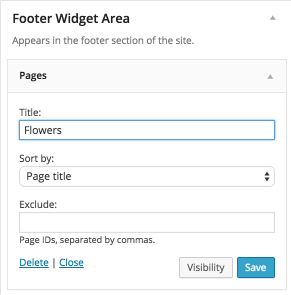 Footer Widget Area
Appears in the footer section of the site.
Pages
Title:
Flowers
Sort by:
Page title
Exclude:
Page IDs, separated by commas.
Delete | Close
Visibility
Save